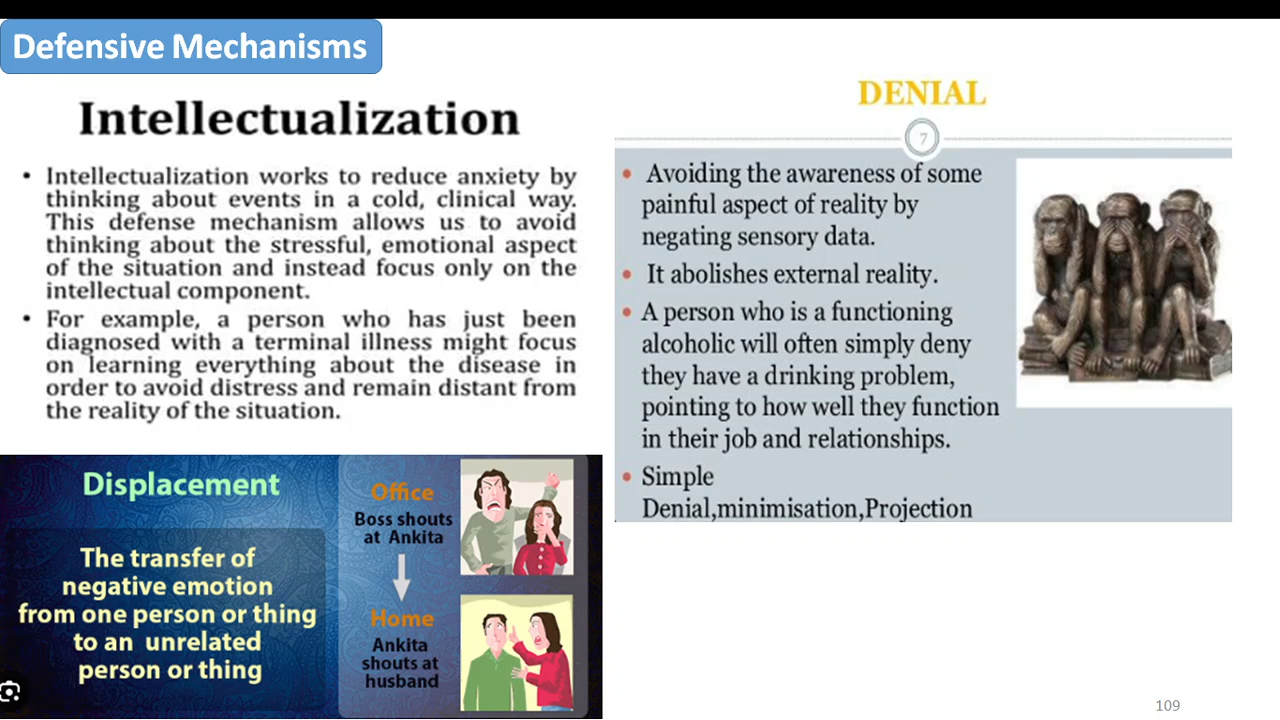 Defensive Mechanisms
Intellectualization
• Intellectualization works to reduce anxiety by
thinking about events in a cold, clinical way.
This defense mechanism allows us to avoid
thinking about the stressful, emotional aspect
of the situation and instead focus only on the
intellectual component.
• For example, a person who has just been
diagnosed with a terminal illness might focus
on learning everything about the disease in
order to avoid distress and remain distant from
the reality of the situation.
DENIAL
7
• Avoiding the awareness of some
painful aspect of reality by
negating sensory data.
• It abolishes external reality.
• A person who is a functioning
alcoholic will often simply deny
they have a drinking problem,
pointing to how well they function
in their job and relationships.
• Simple
Denial,minimisation,Projection
Displacement
The transfer of
negative emotion
from one person or thing
to an unrelated
person or thing
Office
Boss shouts
at Ankita
Home
Ankita
shouts at
husband
109